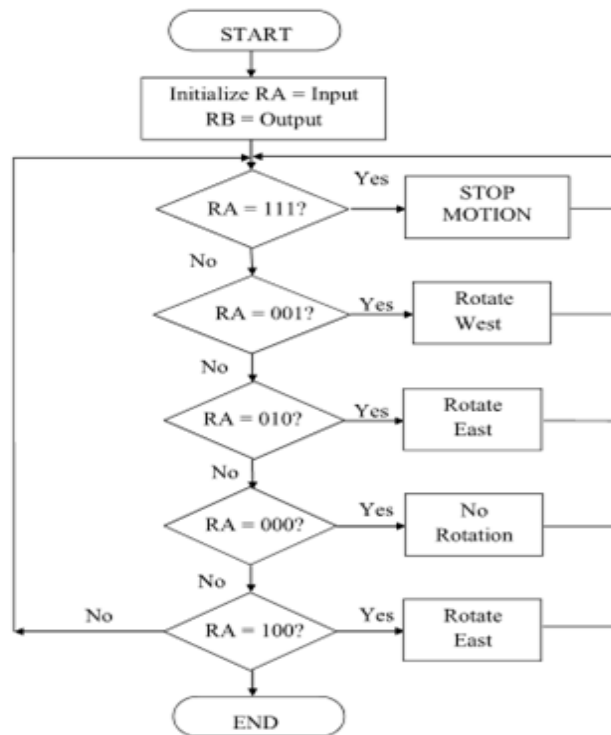 START
Initialize RA = Input
RB = Output
RA = 111?
Yes
STOP
MOTION
No
RA = 001?
Yes
Rotate
West
No
RA = 010?
Yes
Rotate
East
No
RA = 000?
Yes
No
Rotation
No
RA = 100?
No
Yes
Rotate
East
END